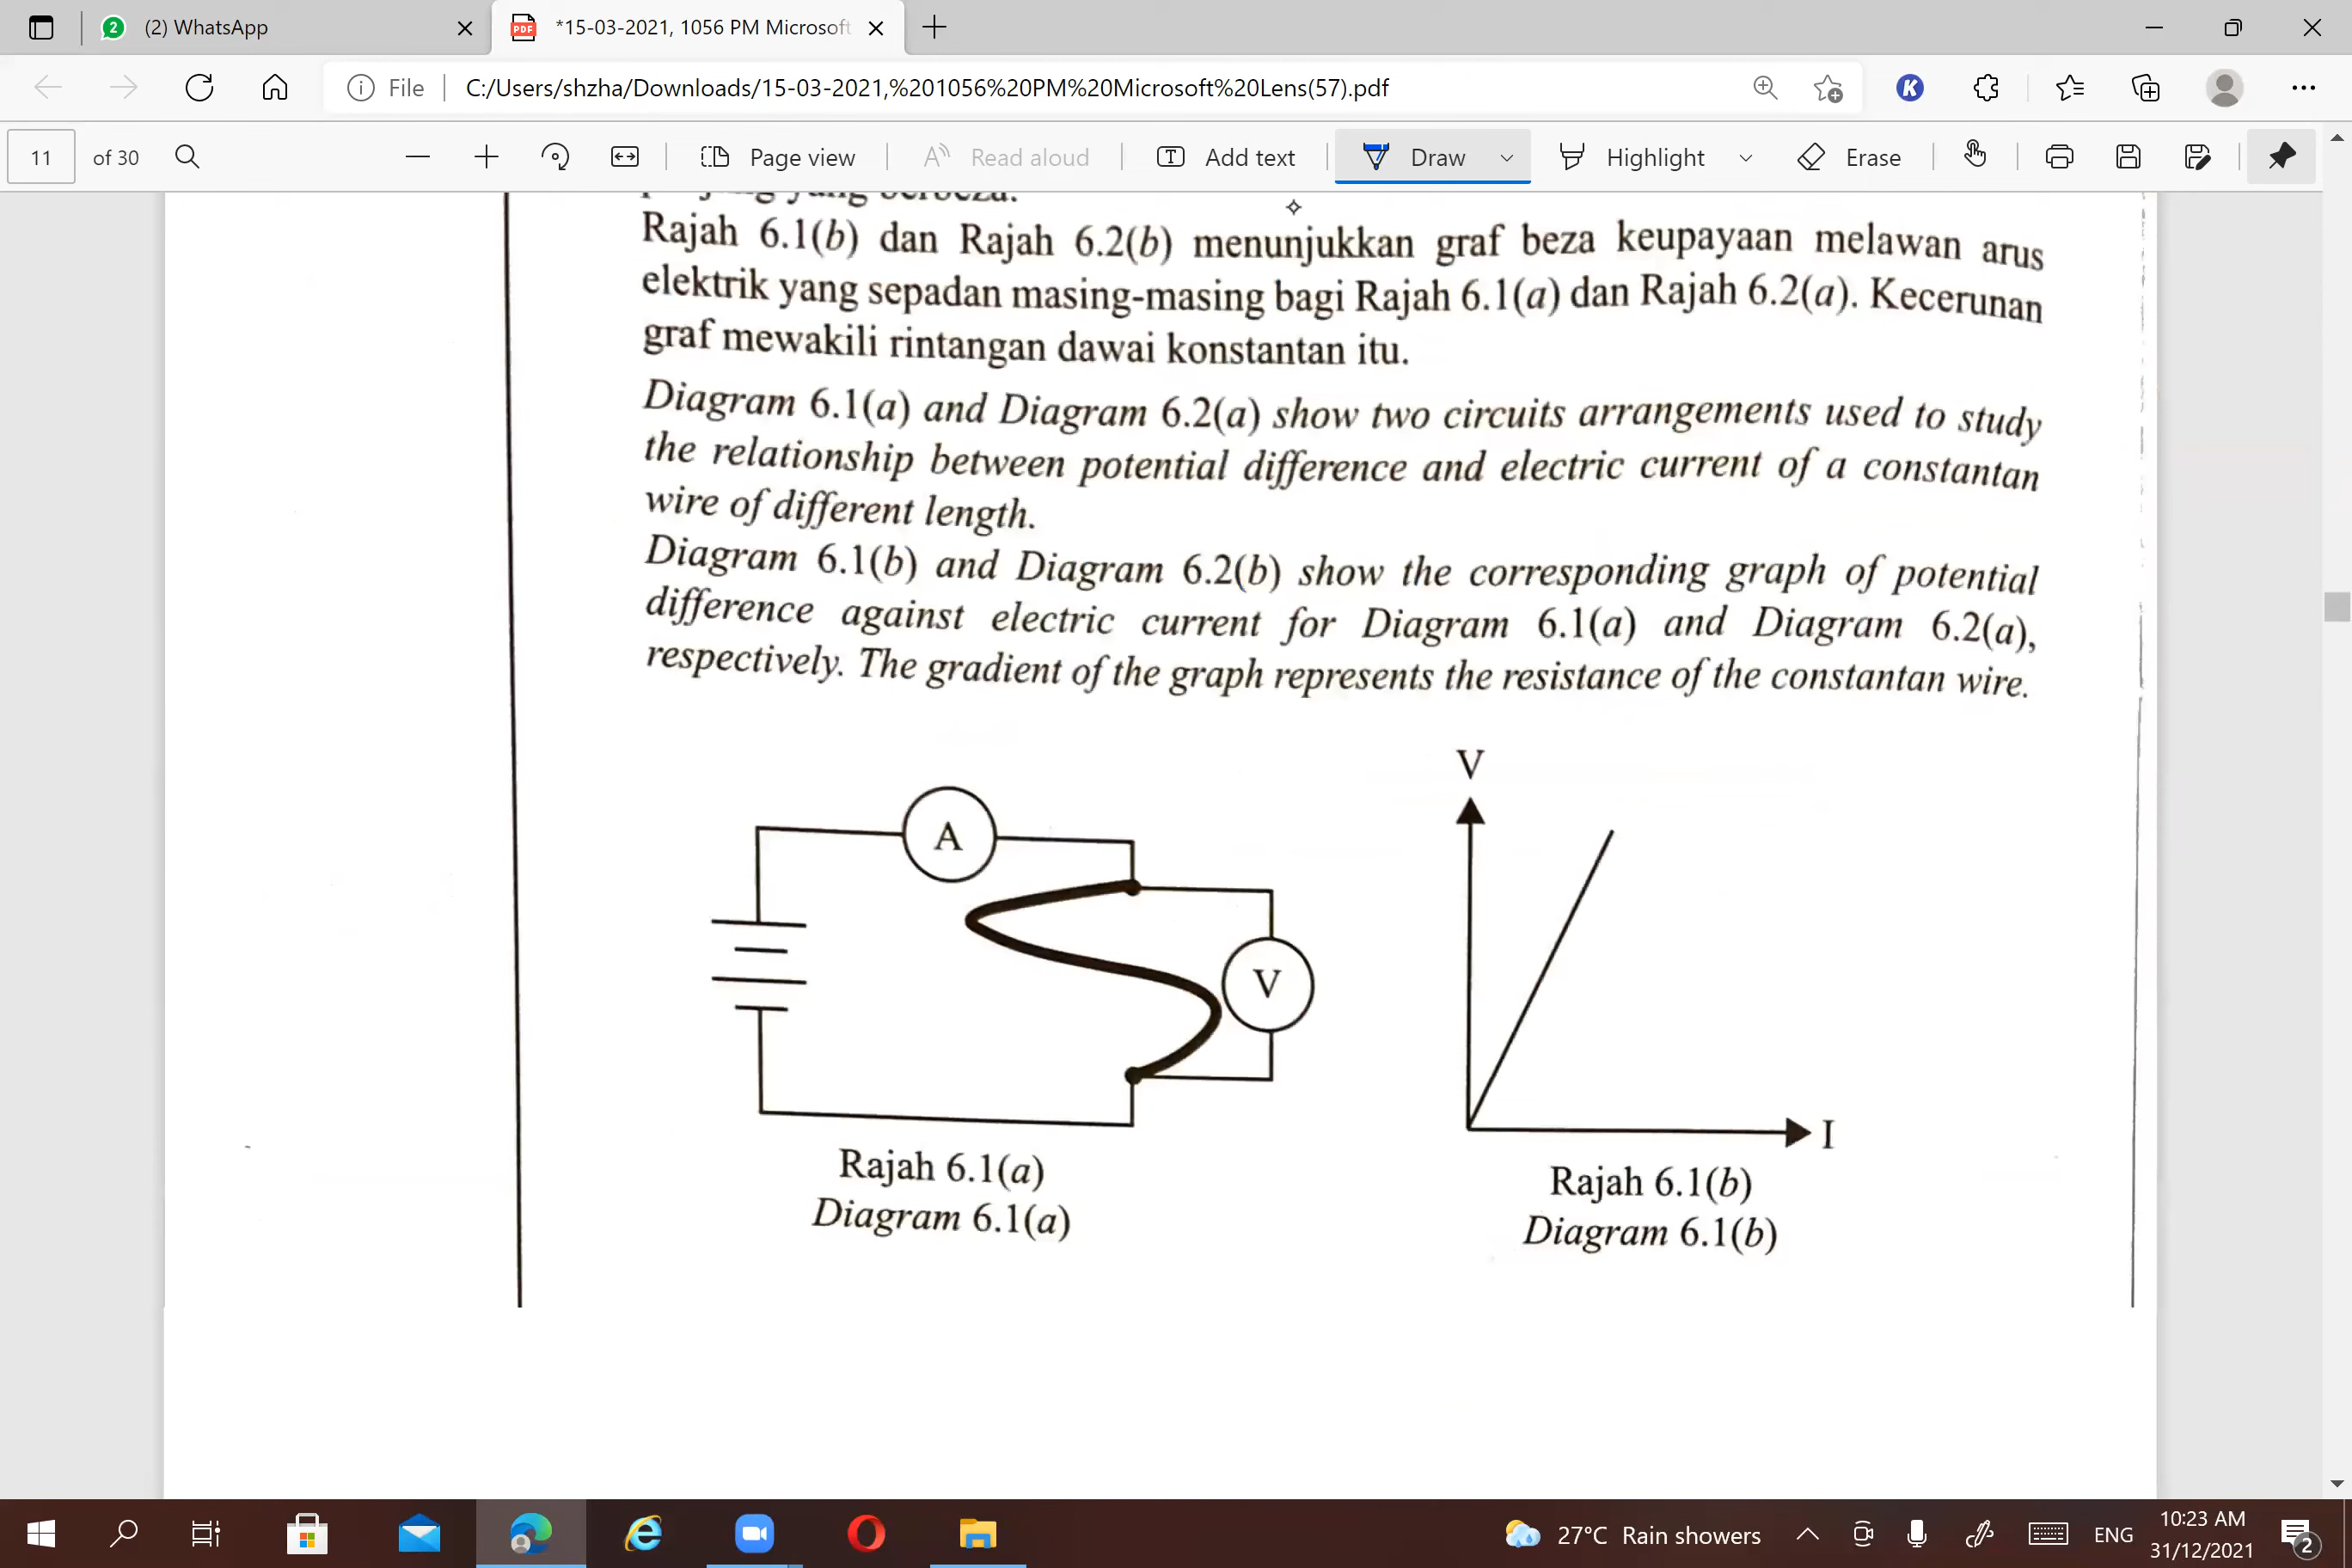 (2) WhatsApp
*15-03-2021, 1056 PM Microsoft
File
C:/Users/shzha/Downloads/15-03-2021,%201056%20PM%20Microsoft%20Lens(57).pdf
11 of 30
Page view
Read aloud
Add text
Draw
Highlight
Erase
yang berbeza.
Rajah 6.1(b) dan Rajah 6.2(b) menunjukkan graf beza keupayaan melawan arus
elektrik yang sepadan masing-masing bagi Rajah 6.1(a) dan Rajah 6.2(a). Kecerunan
graf mewakili rintangan dawai konstantan itu.
Diagram 6.1(a) and Diagram 6.2(a) show two circuits arrangements used to study
the relationship between potential difference and electric current of a constantan
wire of different length.
Diagram 6.1(b) and Diagram 6.2(b) show the corresponding graph of potential
difference against electric current for Diagram 6.1(a) and Diagram 6.2(a),
respectively. The gradient of the graph represents the resistance of the constantan wire.
A
V
Rajah 6.1(a)
Diagram 6.1(a)
V
I
Rajah 6.1(b)
Diagram 6.1(b)
27°C Rain showers
ENG
10:23 AM
31/12/2021
2